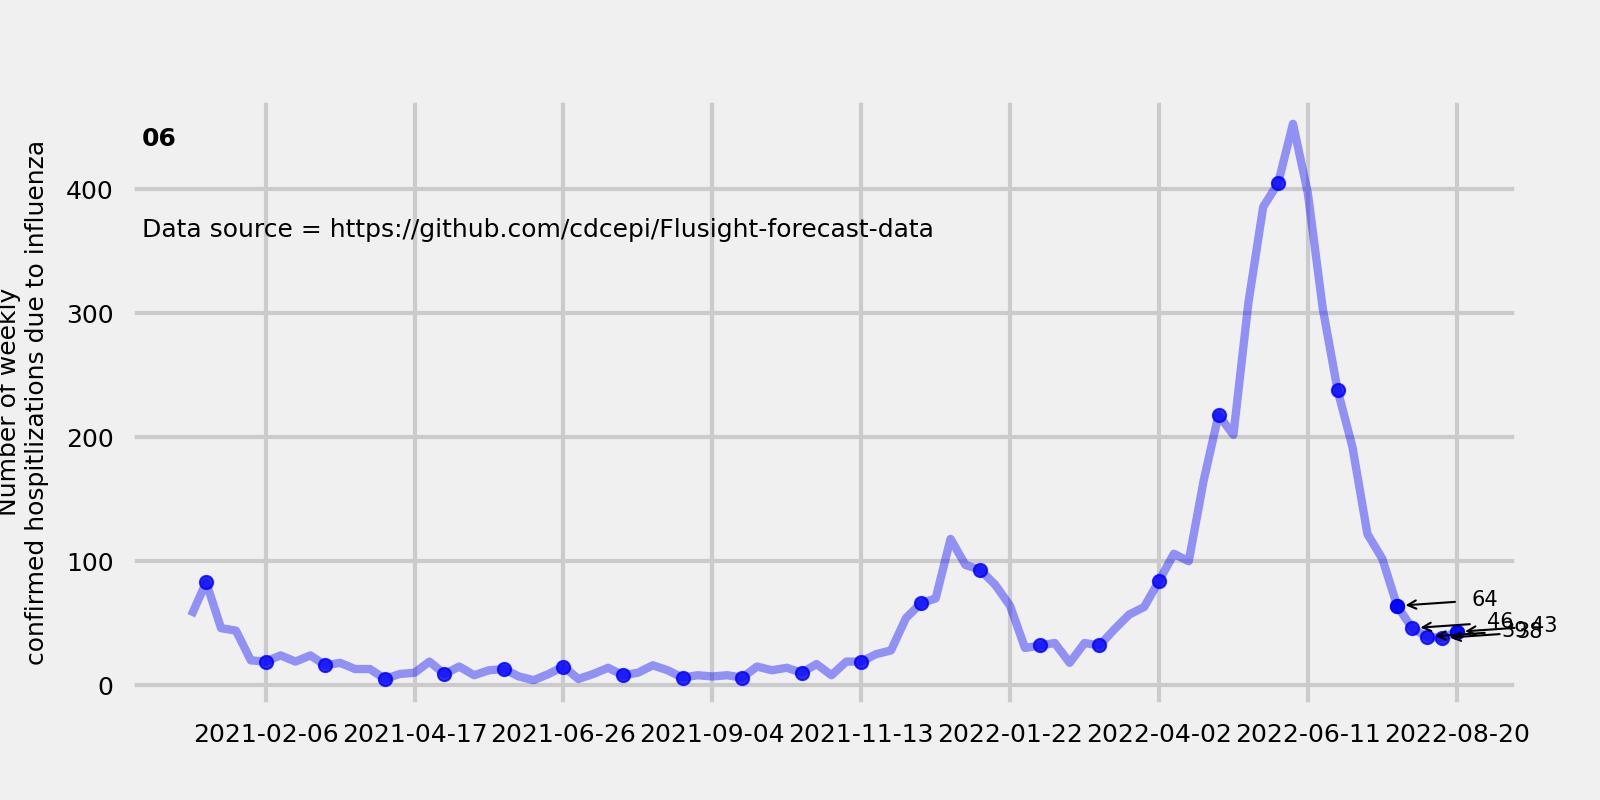 06
Data source = https://github.com/cdcepi/Flusight-forecast-data
Number of weekly
confirmed hospitlizations due to influenza
400
300
200
100
0
64
46
39
38
43
2021-02-06 2021-04-17 2021-06-26 2021-09-04 2021-11-13 2022-01-22 2022-04-02 2022-06-11 2022-08-20